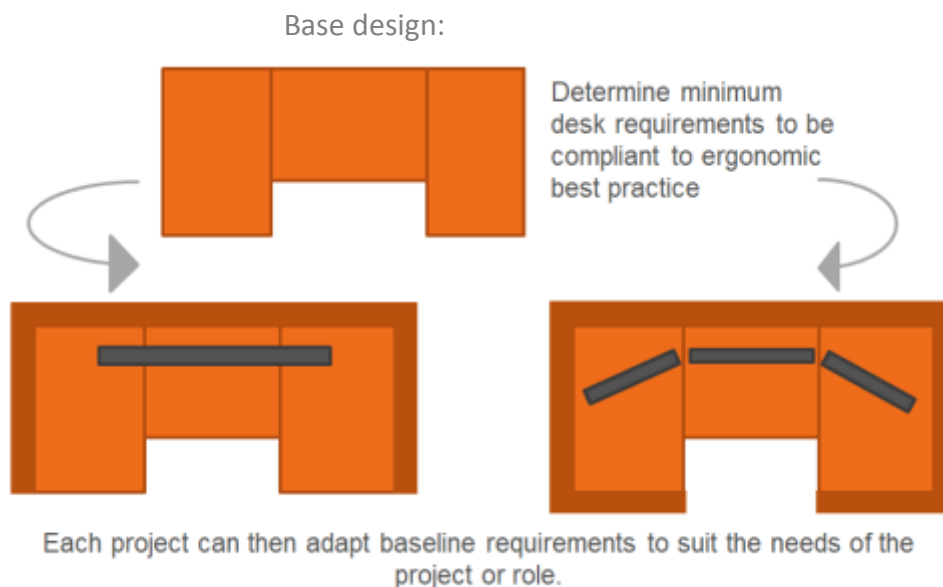 Base design:
Determine minimum
desk requirements to be
compliant to ergonomic
best practice
Each project can then adapt baseline requirements to suit the needs of the
project or role.